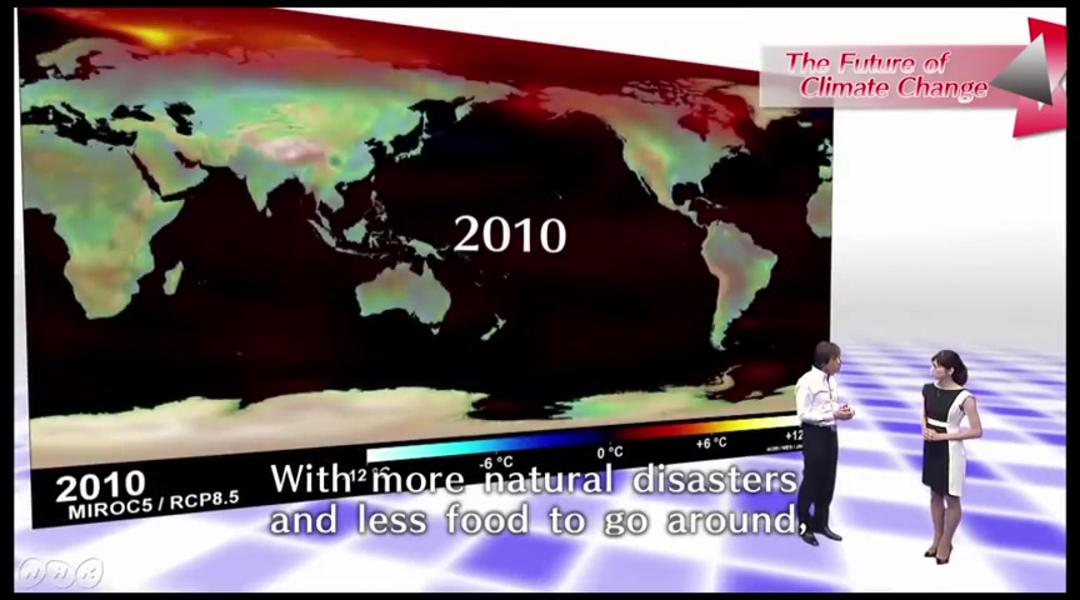 The Future of
Climate Change
2010
-6 °C
0 °C
+6 °C
+12
2010
MIROC5 / RCP8.5
With more natural disasters
and less food to go around,
NHK